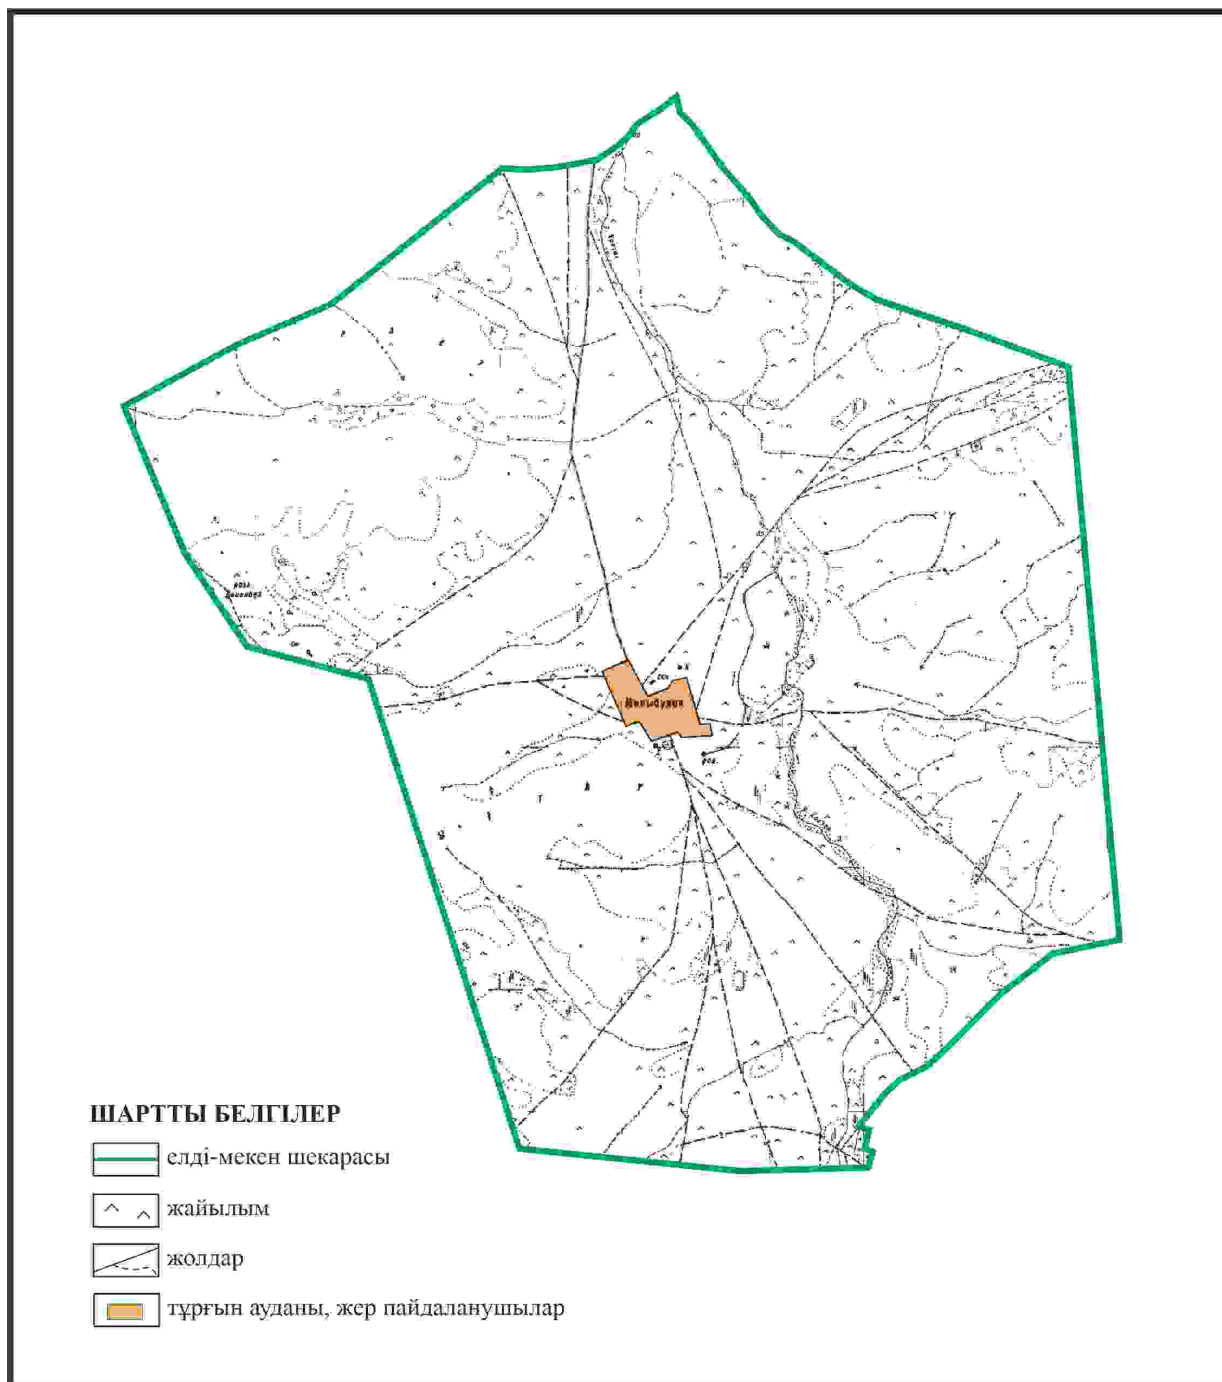 ШАРТТЫ БЕЛГІЛЕР
елді-мекен шекарасы
жайылым
жолдар
тұрғын ауданы, жер пайдаланушылар